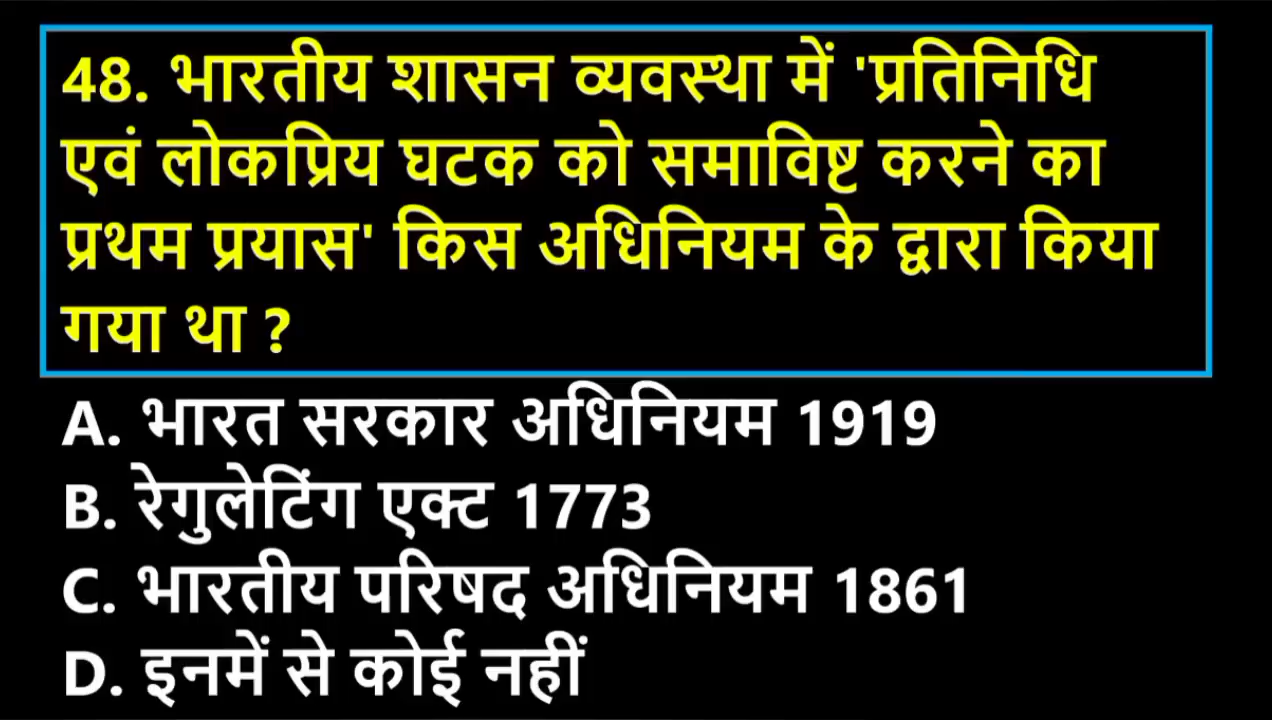 48. भारतीय शासन व्यवस्था में 'प्रतिनिधि
एवं लोकप्रिय घटक को समाविष्ट करने का
प्रथम प्रयास' किस अधिनियम के द्वारा किया
गया था ?
A. भारत सरकार अधिनियम 1919
B. रेगुलेटिंग एक्ट 1773
C. भारतीय परिषद अधिनियम 1861
D. इनमें से कोई नहीं